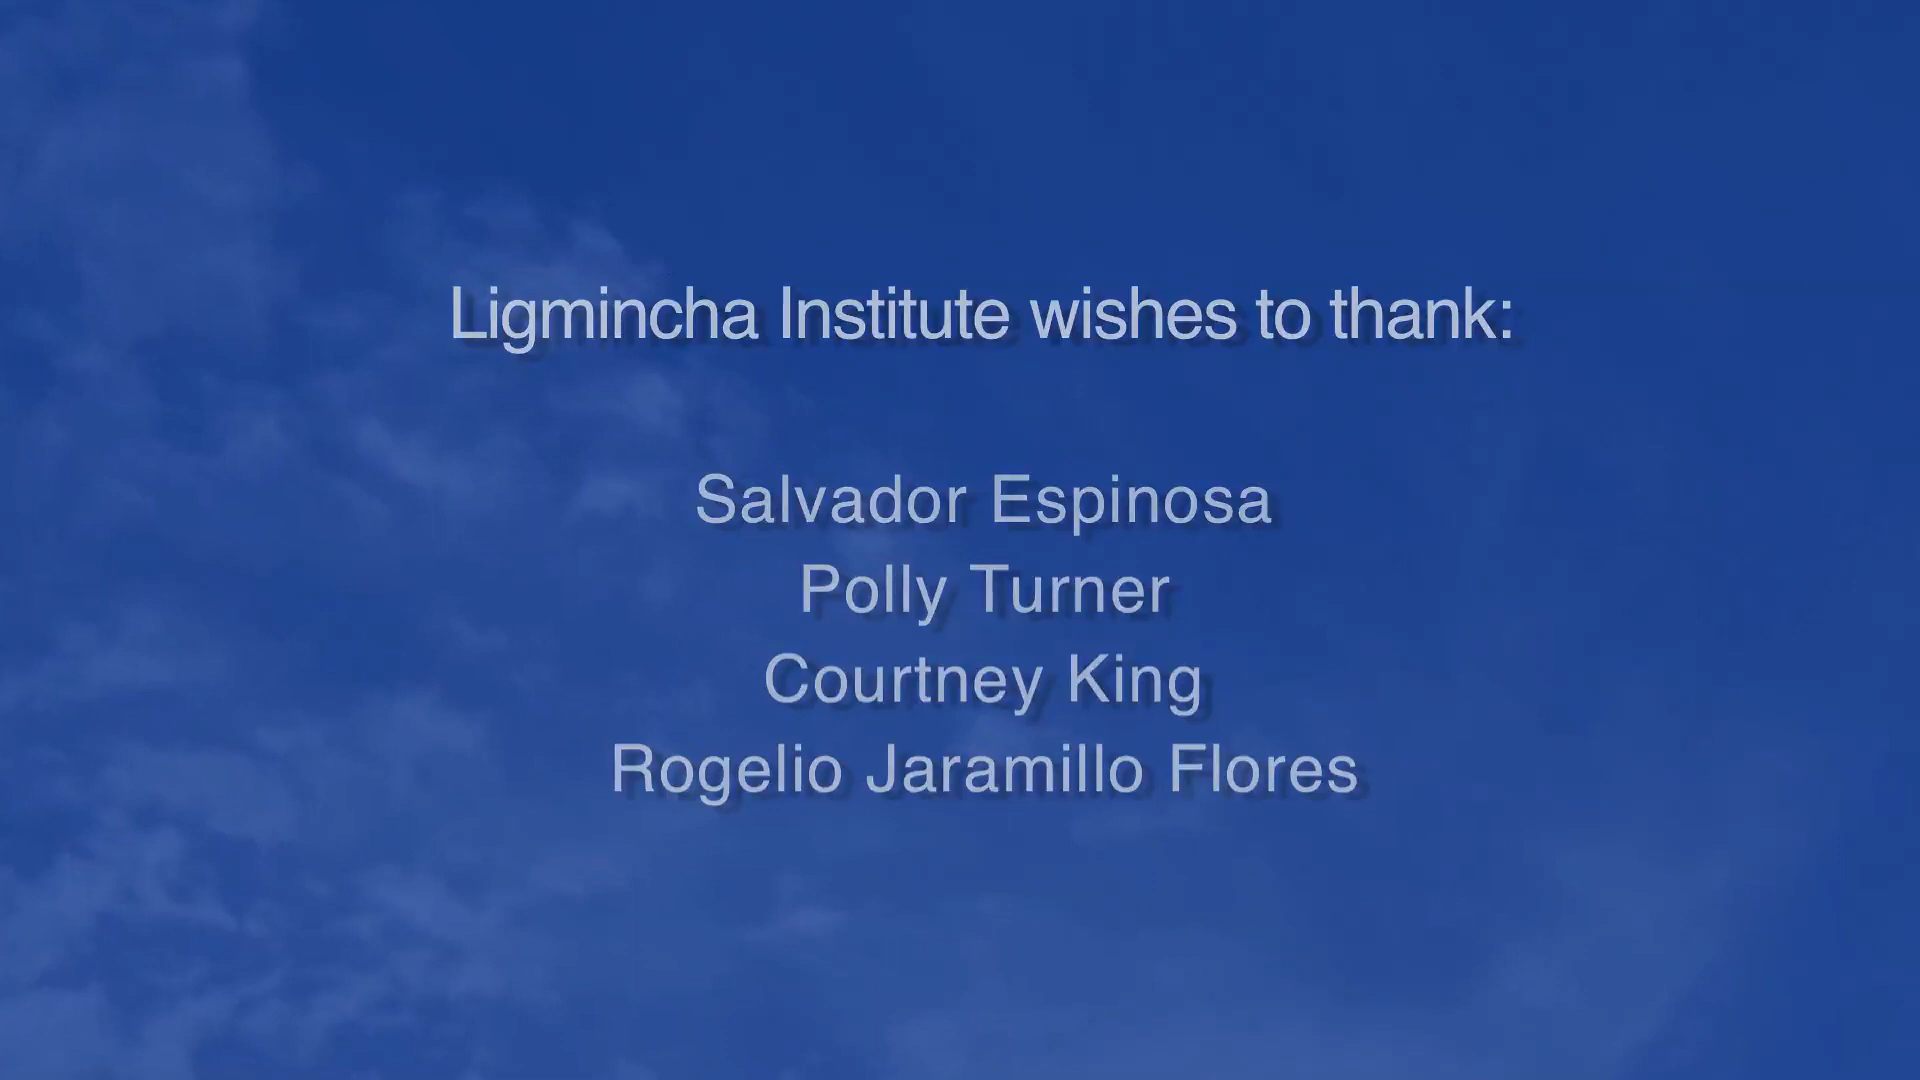 Ligmincha Institute wishes to thank:
Salvador Espinosa
Polly Turner
Courtney King
Rogelio Jaramillo Flores